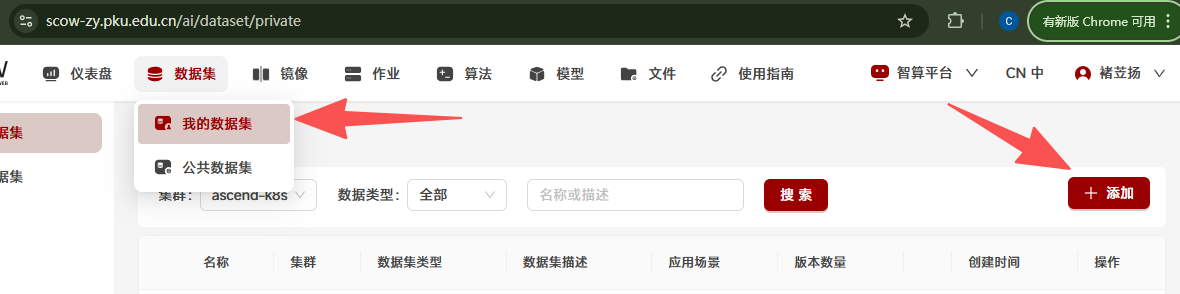 scow-zy.pku.edu.cn/ai/dataset/private
C
有新版 Chrome 可用
仪表盘 数据集 镜像 作业 算法 模型 文件 使用指南 智算平台 CN 中 褚苙扬
我的数据集
公共数据集
集群: ascend-k8s 数据类型: 全部 名称或描述 搜 索 添加
名称 集群 数据集类型 数据集描述 应用场景 版本数量 创建时间 操作